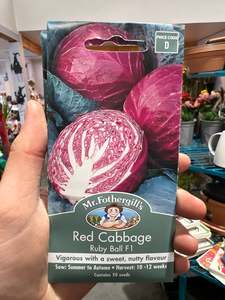 PRICE CODE
D
Mr.Fothergill's
Red Cabbage
Ruby Ball F1
Vigorous with a sweet, nutty flavour
Sow: Summer to Autumn • Harvest: 10 -12 weeks
Contains 50 seeds